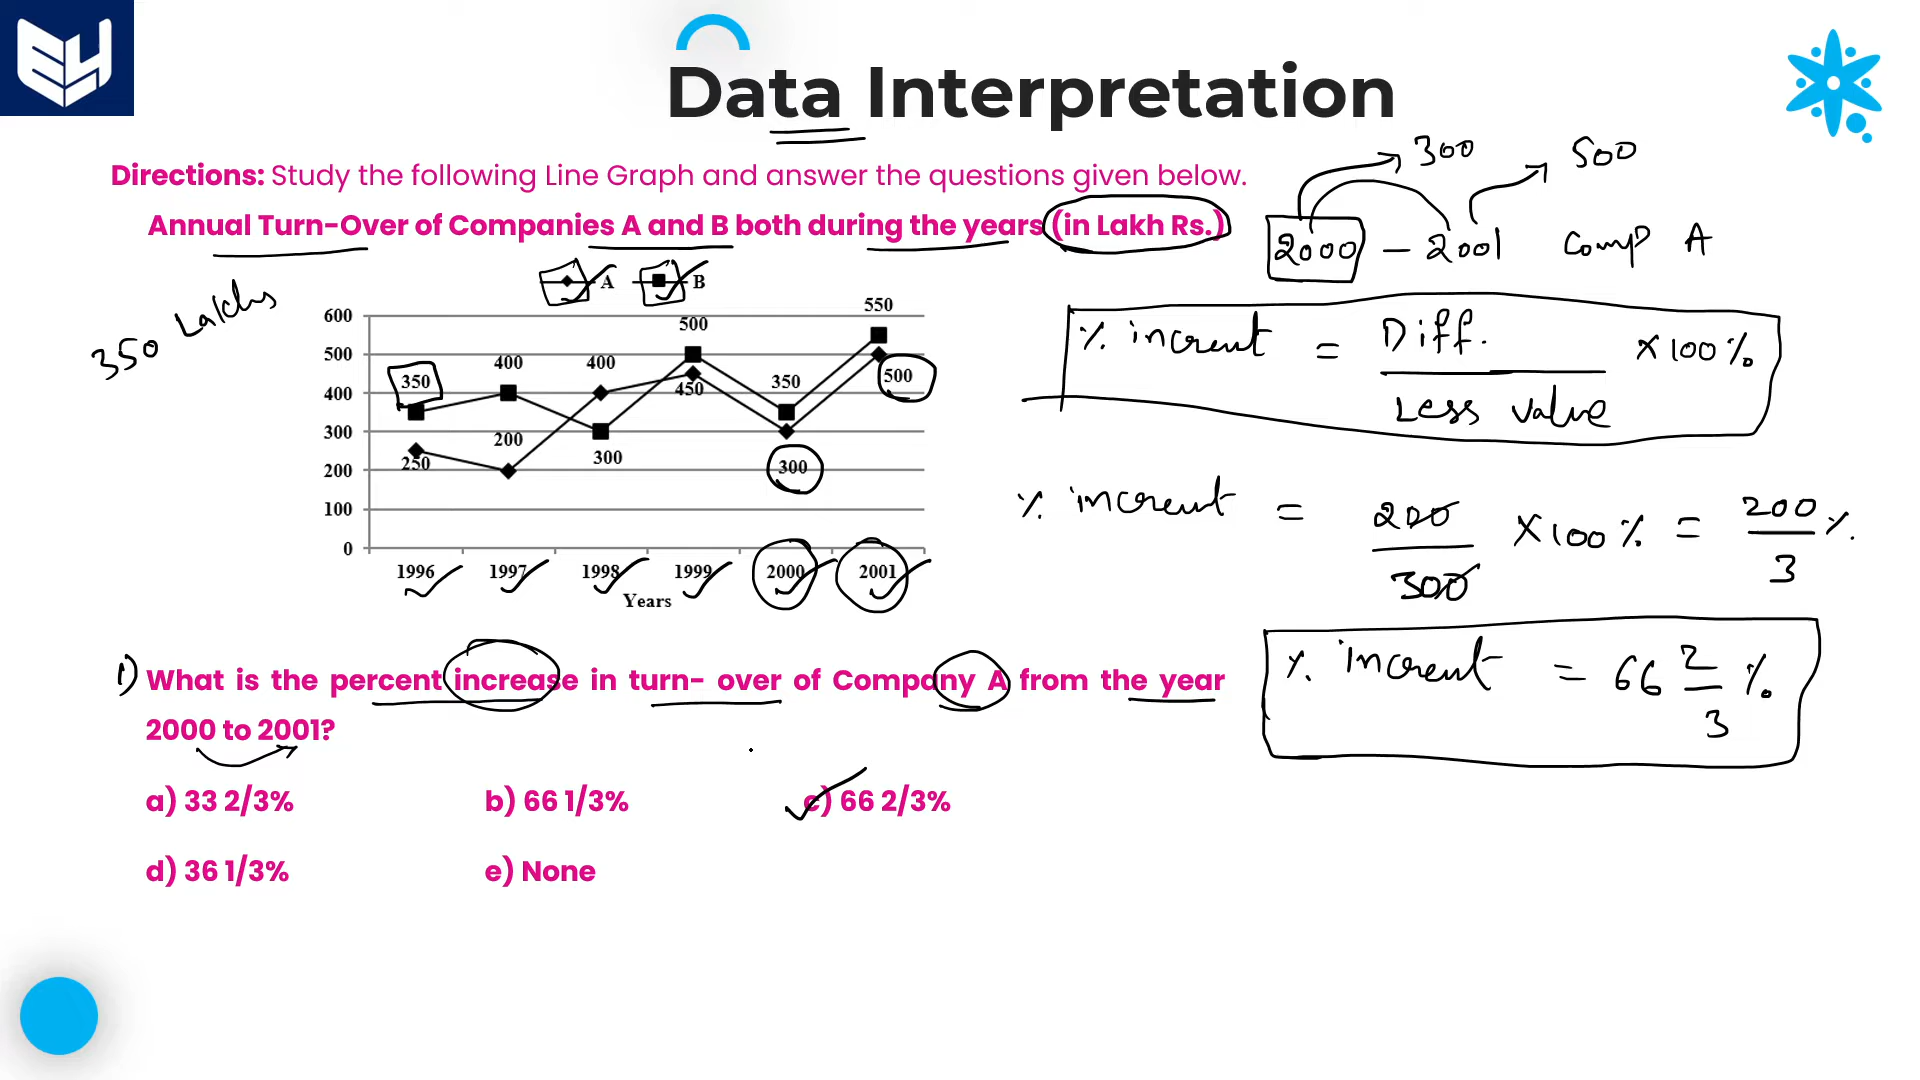 Data Interpretation
Directions: Study the following Line Graph and answer the questions given below.
Annual Turn-Over of Companies A and B both during the years (in Lakh Rs.)
350 Lakhs
A B
600
500
400
300
200
100
0
350 400 400 500 350 550
250 200 300 450 300 500
1996 1997 1998 1999 2000 2001
Years
300 500
2000 - 2001 Comp A
% increment = Diff. / Less value × 100%
% increment = 200 / 300 × 100% = 200 / 3 %
% increment = 66 2/3 %
1) What is the percent increase in turn- over of Company A from the year
2000 to 2001?
a) 33 2/3% b) 66 1/3% c) 66 2/3%
d) 36 1/3% e) None